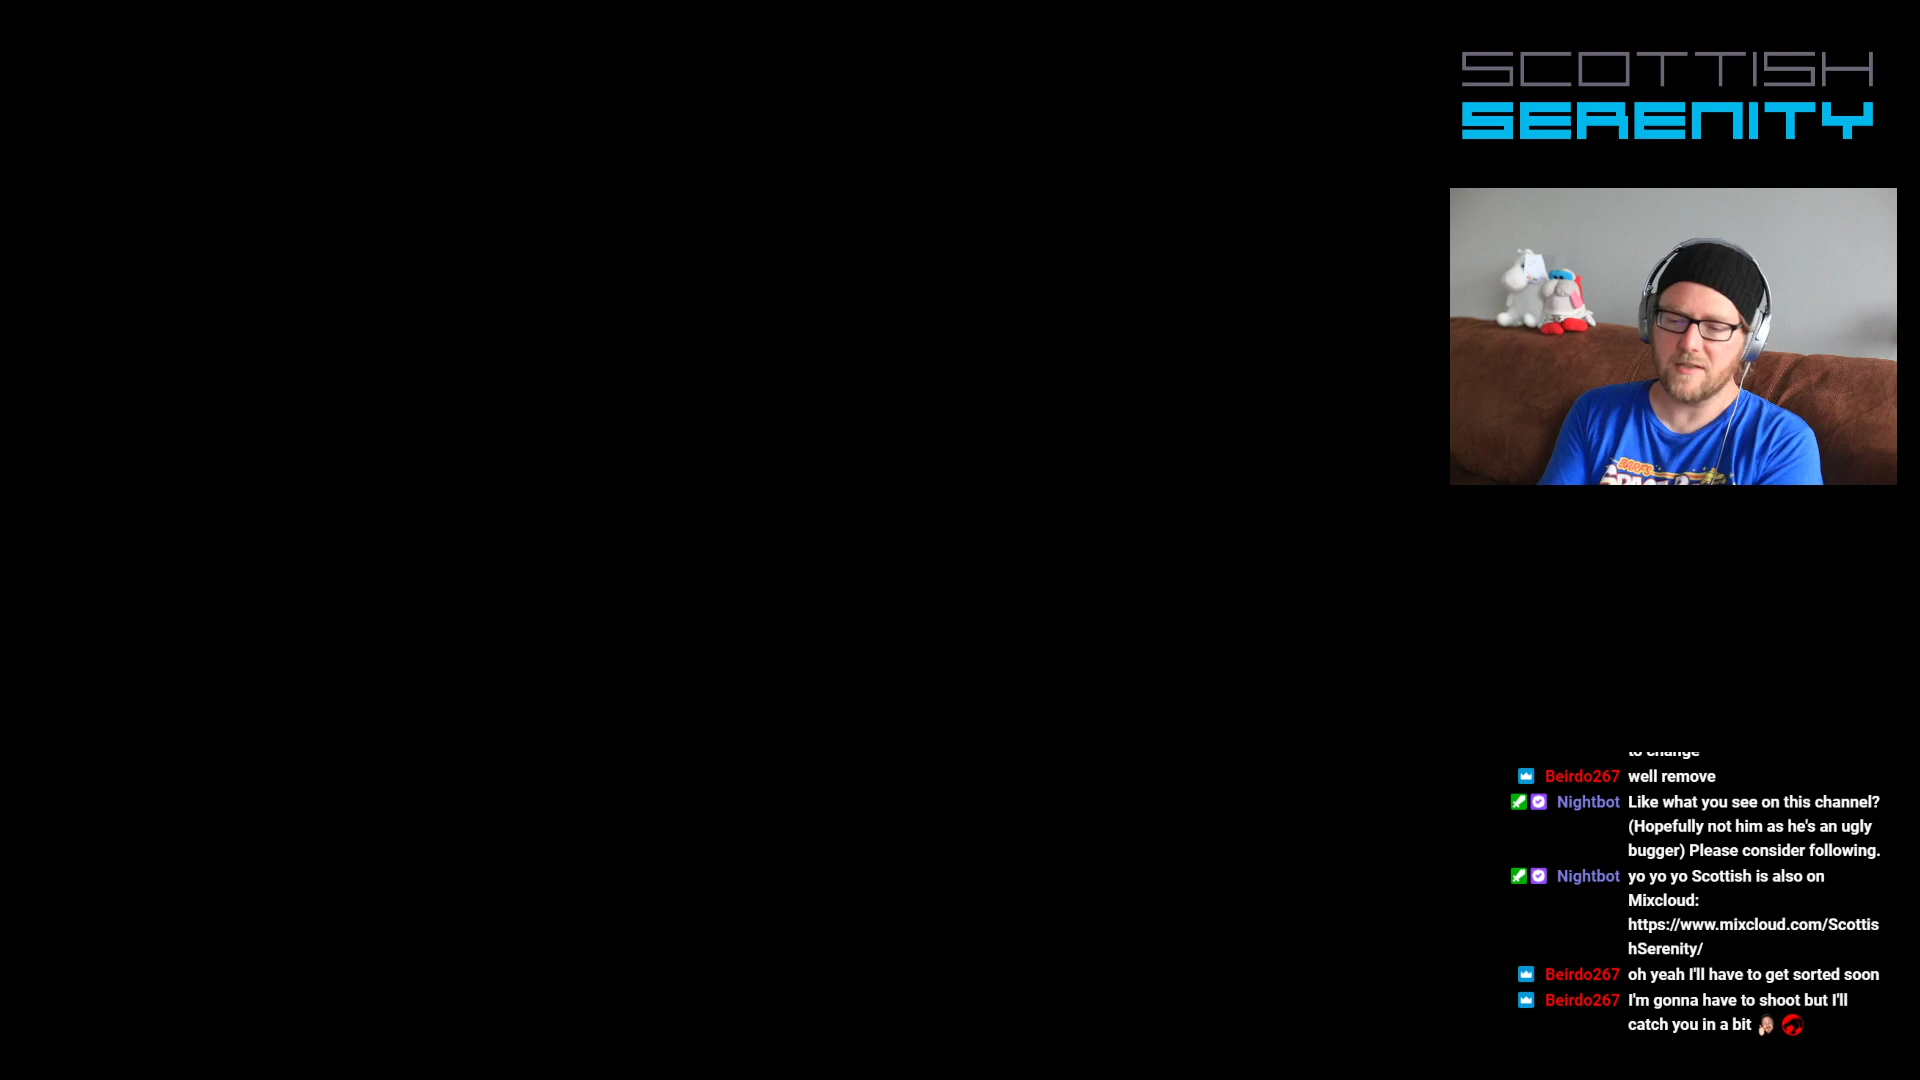 SCOTTISH
SERENITY
BARF'S
to change
Beirdo267 well remove
Nightbot Like what you see on this channel?
(Hopefully not him as he's an ugly
bugger) Please consider following.
Nightbot yo yo yo Scottish is also on
Mixcloud:
https://www.mixcloud.com/Scottis
hSerenity/
Beirdo267 oh yeah I'll have to get sorted soon
Beirdo267 I'm gonna have to shoot but I'll
catch you in a bit